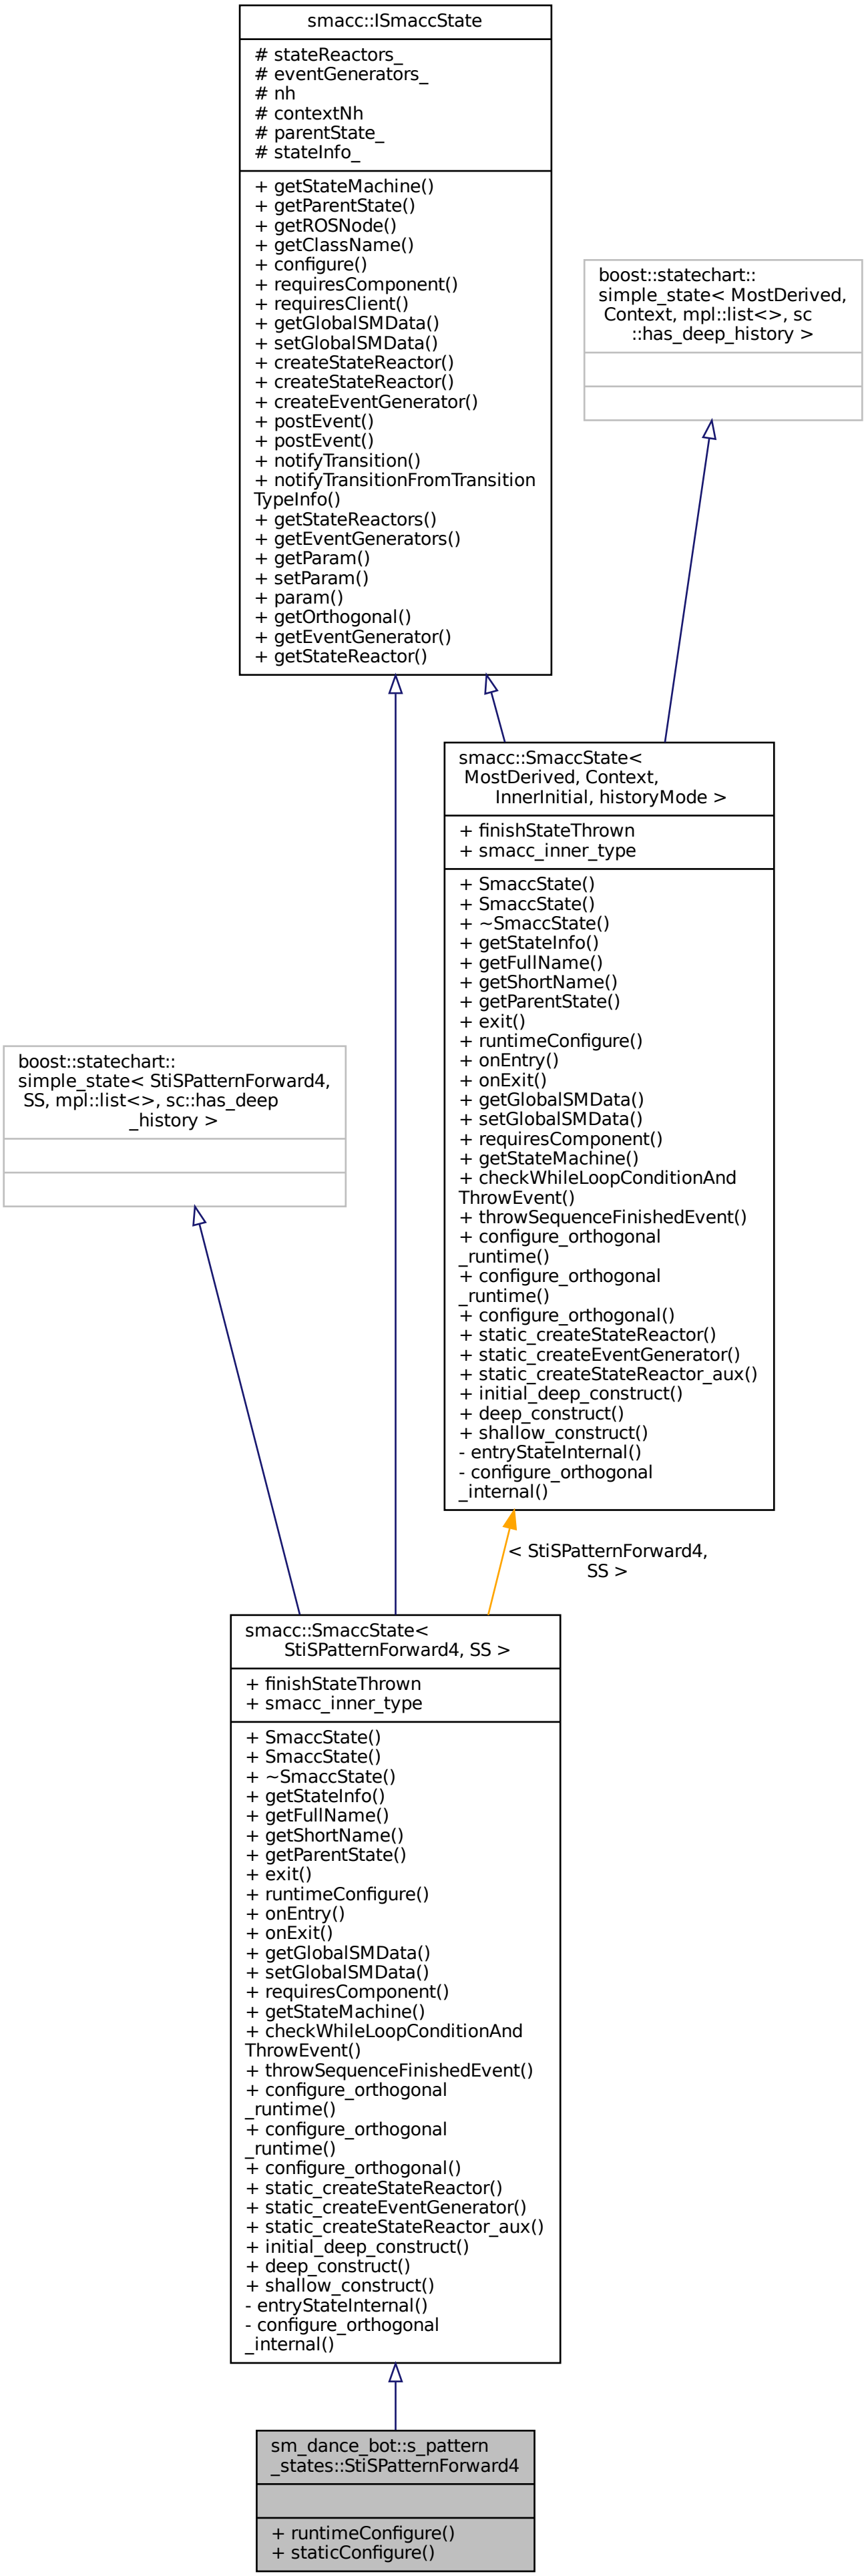 smacc::ISmaccState
# stateReactors_
# eventGenerators_
# nh
# contextNh
# parentState_
# stateInfo_
+ getStateMachine()
+ getParentState()
+ getROSNode()
+ getClassName()
+ configure()
+ requiresComponent()
+ requiresClient()
+ getGlobalSMData()
+ setGlobalSMData()
+ createStateReactor()
+ createStateReactor()
+ createEventGenerator()
+ postEvent()
+ postEvent()
+ notifyTransition()
+ notifyTransitionFromTransition
TypeInfo()
+ getStateReactors()
+ getEventGenerators()
+ getParam()
+ setParam()
+ param()
+ getOrthogonal()
+ getEventGenerator()
+ getStateReactor()
boost::statechart::
simple_state< MostDerived,
Context, mpl::list<>, sc
::has_deep_history >
smacc::SmaccState<
MostDerived, Context,
InnerInitial, historyMode >
+ finishStateThrown
+ smacc_inner_type
+ SmaccState()
+ SmaccState()
+ ~SmaccState()
+ getStateInfo()
+ getFullName()
+ getShortName()
+ getParentState()
+ exit()
+ runtimeConfigure()
+ onEntry()
+ onExit()
+ getGlobalSMData()
+ setGlobalSMData()
+ requiresComponent()
+ getStateMachine()
+ checkWhileLoopConditionAnd
ThrowEvent()
+ throwSequenceFinishedEvent()
+ configure_orthogonal
_runtime()
+ configure_orthogonal
_runtime()
+ configure_orthogonal()
+ static_createStateReactor()
+ static_createEventGenerator()
+ static_createStateReactor_aux()
+ initial_deep_construct()
+ deep_construct()
+ shallow_construct()
- entryStateInternal()
- configure_orthogonal
_internal()
boost::statechart::
simple_state< StiSPatternForward4,
SS, mpl::list<>, sc::has_deep
_history >
< StiSPatternForward4,
SS >
smacc::SmaccState<
StiSPatternForward4, SS >
+ finishStateThrown
+ smacc_inner_type
+ SmaccState()
+ SmaccState()
+ ~SmaccState()
+ getStateInfo()
+ getFullName()
+ getShortName()
+ getParentState()
+ exit()
+ runtimeConfigure()
+ onEntry()
+ onExit()
+ getGlobalSMData()
+ setGlobalSMData()
+ requiresComponent()
+ getStateMachine()
+ checkWhileLoopConditionAnd
ThrowEvent()
+ throwSequenceFinishedEvent()
+ configure_orthogonal
_runtime()
+ configure_orthogonal
_runtime()
+ configure_orthogonal()
+ static_createStateReactor()
+ static_createEventGenerator()
+ static_createStateReactor_aux()
+ initial_deep_construct()
+ deep_construct()
+ shallow_construct()
- entryStateInternal()
- configure_orthogonal
_internal()
sm_dance_bot::s_pattern
_states::StiSPatternForward4
+ runtimeConfigure()
+ staticConfigure()